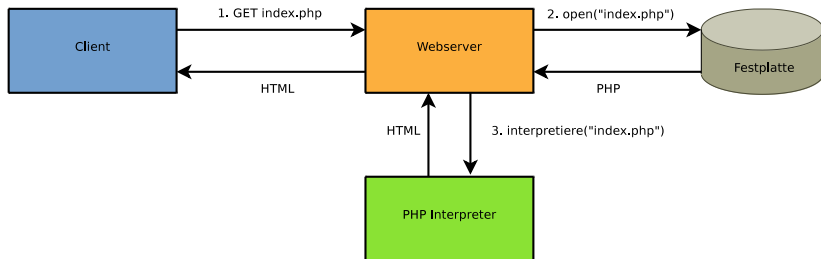 1. GET index.php
2. open("index.php")
Client
Webserver
Festplatte
HTML
PHP
HTML
3. interpretiere("index.php")
PHP Interpreter